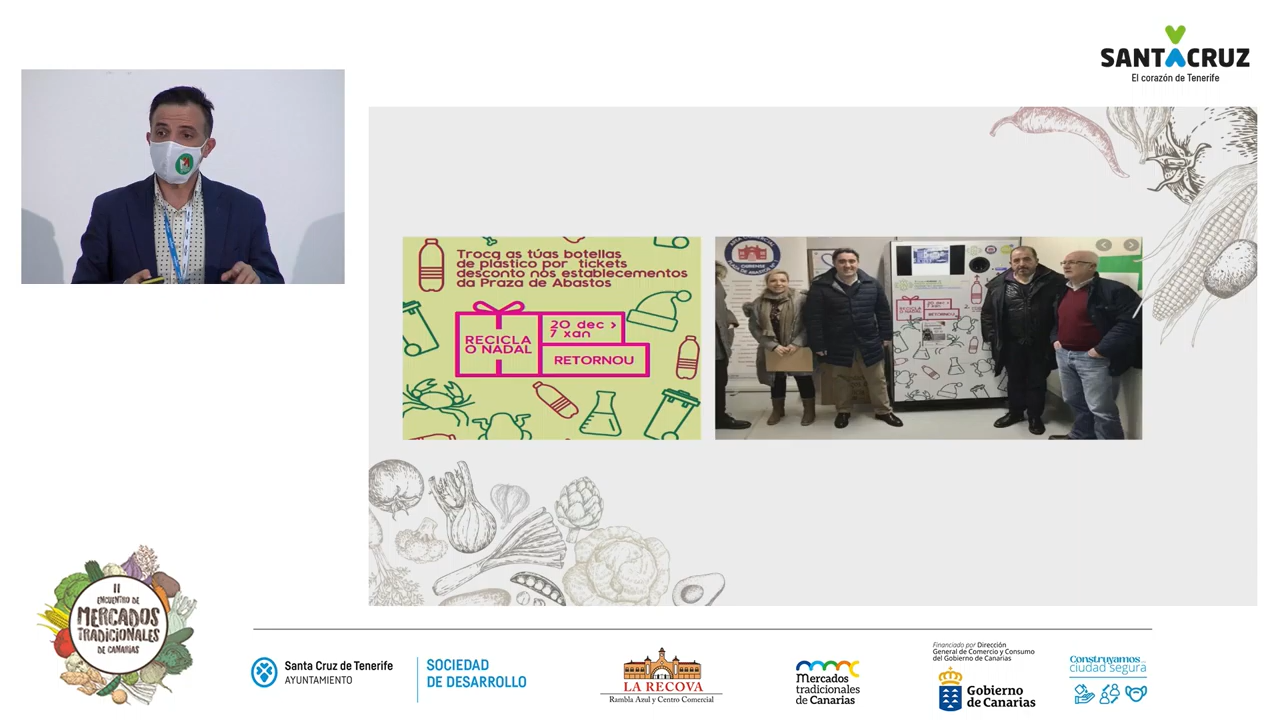 SANTACRUZ
El corazón de Tenerife
Troca as túas botellas
de plástico por tickets
desconto nos establecementos
da Praza de Abastos
RECICLA
O NADAL
20 dec >
7 xan
RETORNOU
RECICLA
O NADAL
RETORNOU
II
ENCUENTRO DE
MERCADOS
TRADICIONALES
DE CANARIAS
Santa Cruz de Tenerife
AYUNTAMIENTO
SOCIEDAD
DE DESARROLLO
LA RECOVA
Rambla Azul y Centro Comercial
Mercados
tradicionales
de Canarias
Financiado por Dirección
General de Comercio y Consumo
del Gobierno de Canarias
Gobierno
de Canarias
Construyamos
ciudad segura